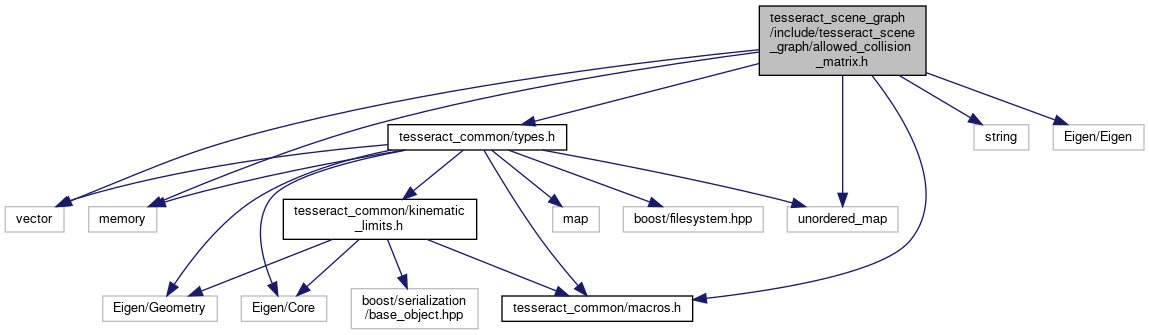 tesseract_scene_graph
/include/tesseract_scene
_graph/allowed_collision
_matrix.h
tesseract_common/types.h
string
Eigen/Eigen
vector
memory
tesseract_common/kinematic
_limits.h
map
boost/filesystem.hpp
unordered_map
Eigen/Geometry
Eigen/Core
boost/serialization
/base_object.hpp
tesseract_common/macros.h